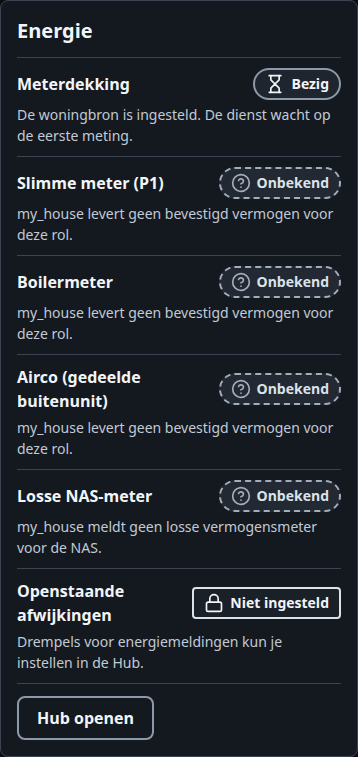 Energie
Meterdekking
Bezig
De woningbron is ingesteld. De dienst wacht op
de eerste meting.
Slimme meter (P1)
Onbekend
my_house levert geen bevestigd vermogen voor
deze rol.
Boilermeter
Onbekend
my_house levert geen bevestigd vermogen voor
deze rol.
Airco (gedeelde
buitenunit)
Onbekend
my_house levert geen bevestigd vermogen voor
deze rol.
Losse NAS-meter
Onbekend
my_house meldt geen losse vermogensmeter
voor de NAS.
Openstaande
afwijkingen
Niet ingesteld
Drempels voor energiemeldingen kun je
instellen in de Hub.
Hub openen